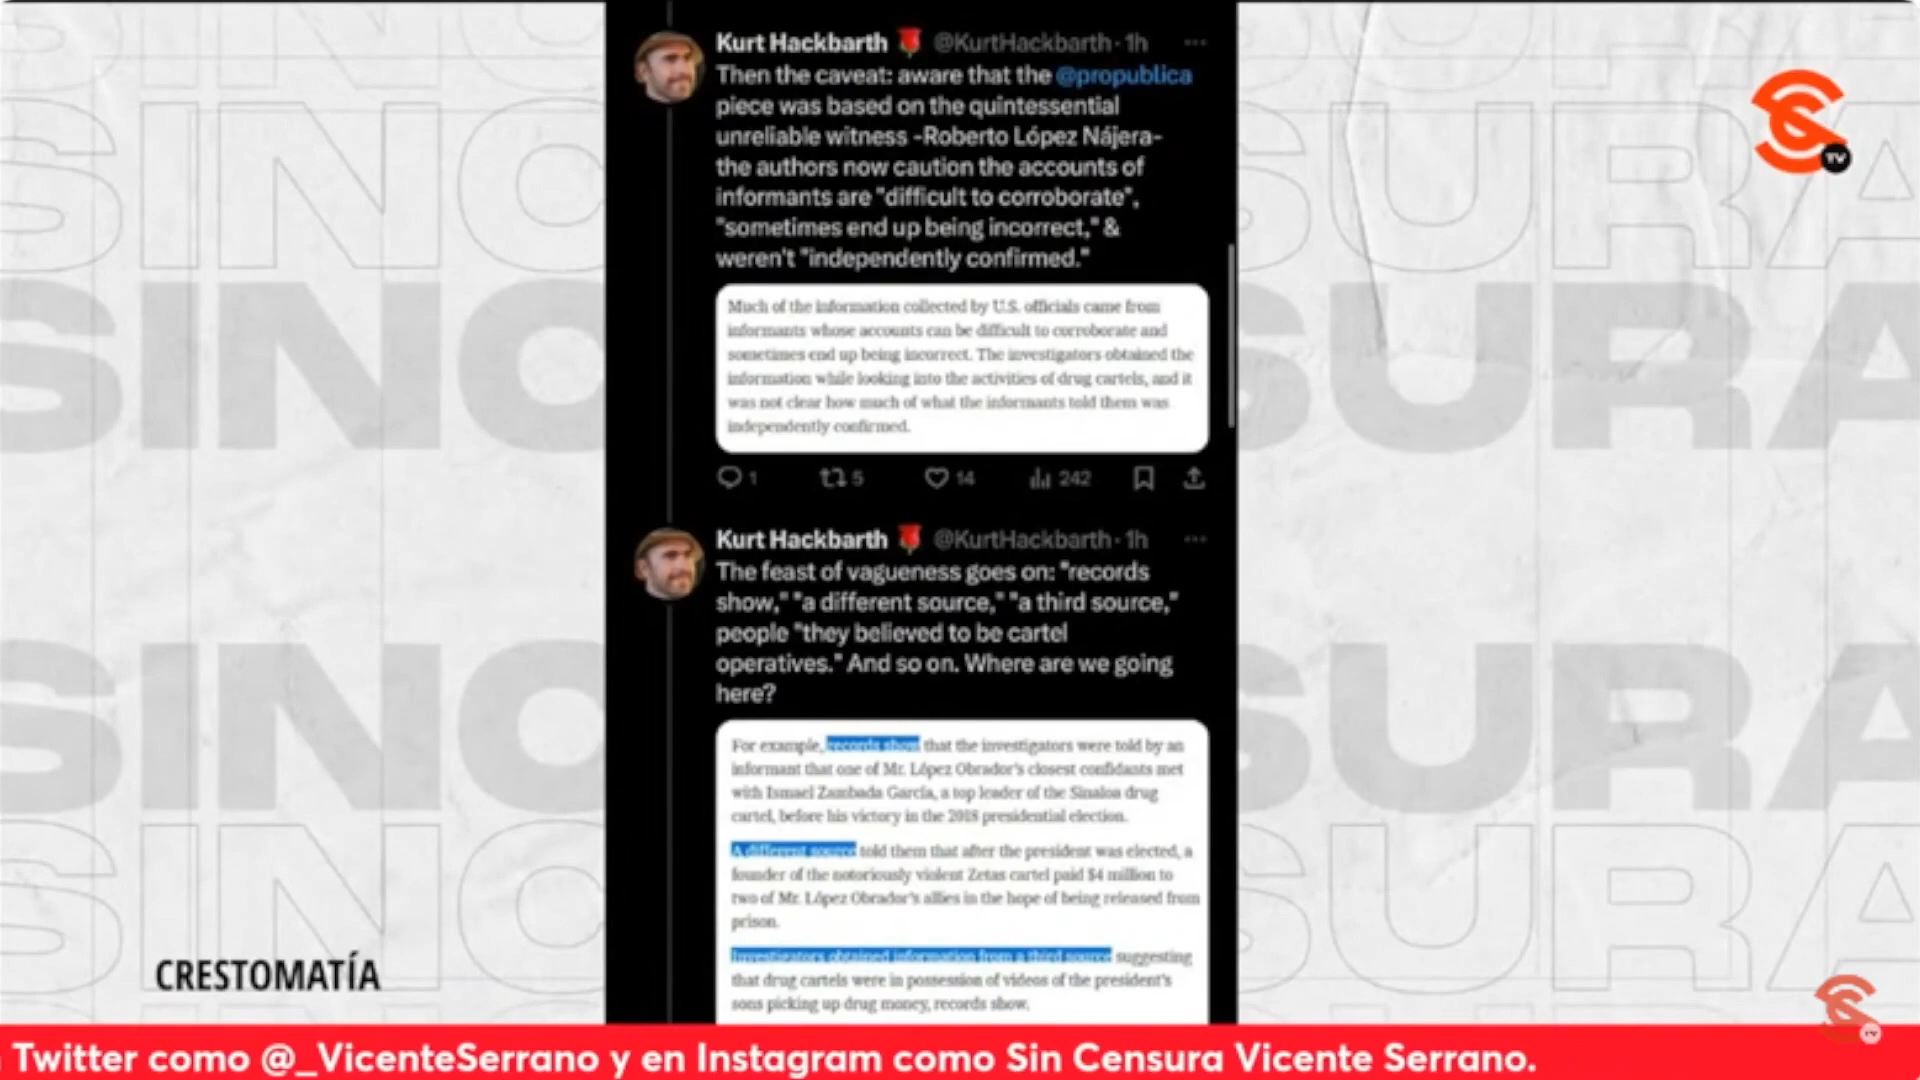 Kurt Hackbarth @KurtHackbarth · 1h
Then the caveat: aware that the @propublica
piece was based on the quintessential
unreliable witness -Roberto López Nájera-
the authors now caution the accounts of
informants are "difficult to corroborate",
"sometimes end up being incorrect," &
weren't "independently confirmed."
Much of the information collected by U.S. officials came from
informants whose accounts can be difficult to corroborate and
sometimes end up being incorrect. The investigators obtained the
information while looking into the activities of drug cartels, and it
was not clear how much of what the informants told them was
independently confirmed.
1 5 14 242
Kurt Hackbarth @KurtHackbarth · 1h
The feast of vagueness goes on: "records
show," "a different source," "a third source,"
people "they believed to be cartel
operatives." And so on. Where are we going
here?
For example, records show that the investigators were told by an
informant that one of Mr. López Obrador's closest confidants met
with Ismael Zambada García, a top leader of the Sinaloa drug
cartel, before his victory in the 2018 presidential election.
A different source told them that after the president was elected, a
founder of the notoriously violent Zetas cartel paid $4 million to
two of Mr. López Obrador's allies in the hope of being released from
prison.
Investigators obtained information from a third source suggesting
that drug cartels were in possession of videos of the president's
sons picking up drug money, records show.
SINC SURA
SINC SURA
SINC SURA
SINC SURA
SINC SURA
TV
CRESTOMATÍA
TV
Twitter como @_VicenteSerrano y en Instagram como Sin Censura Vicente Serrano.